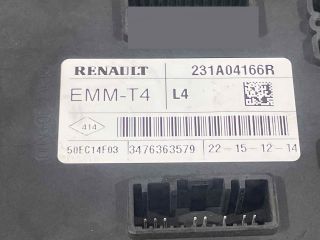 RENAULT 231A04166R
EMM-T4 L4
414
50EC14F03 3476363579 22-15-12-14